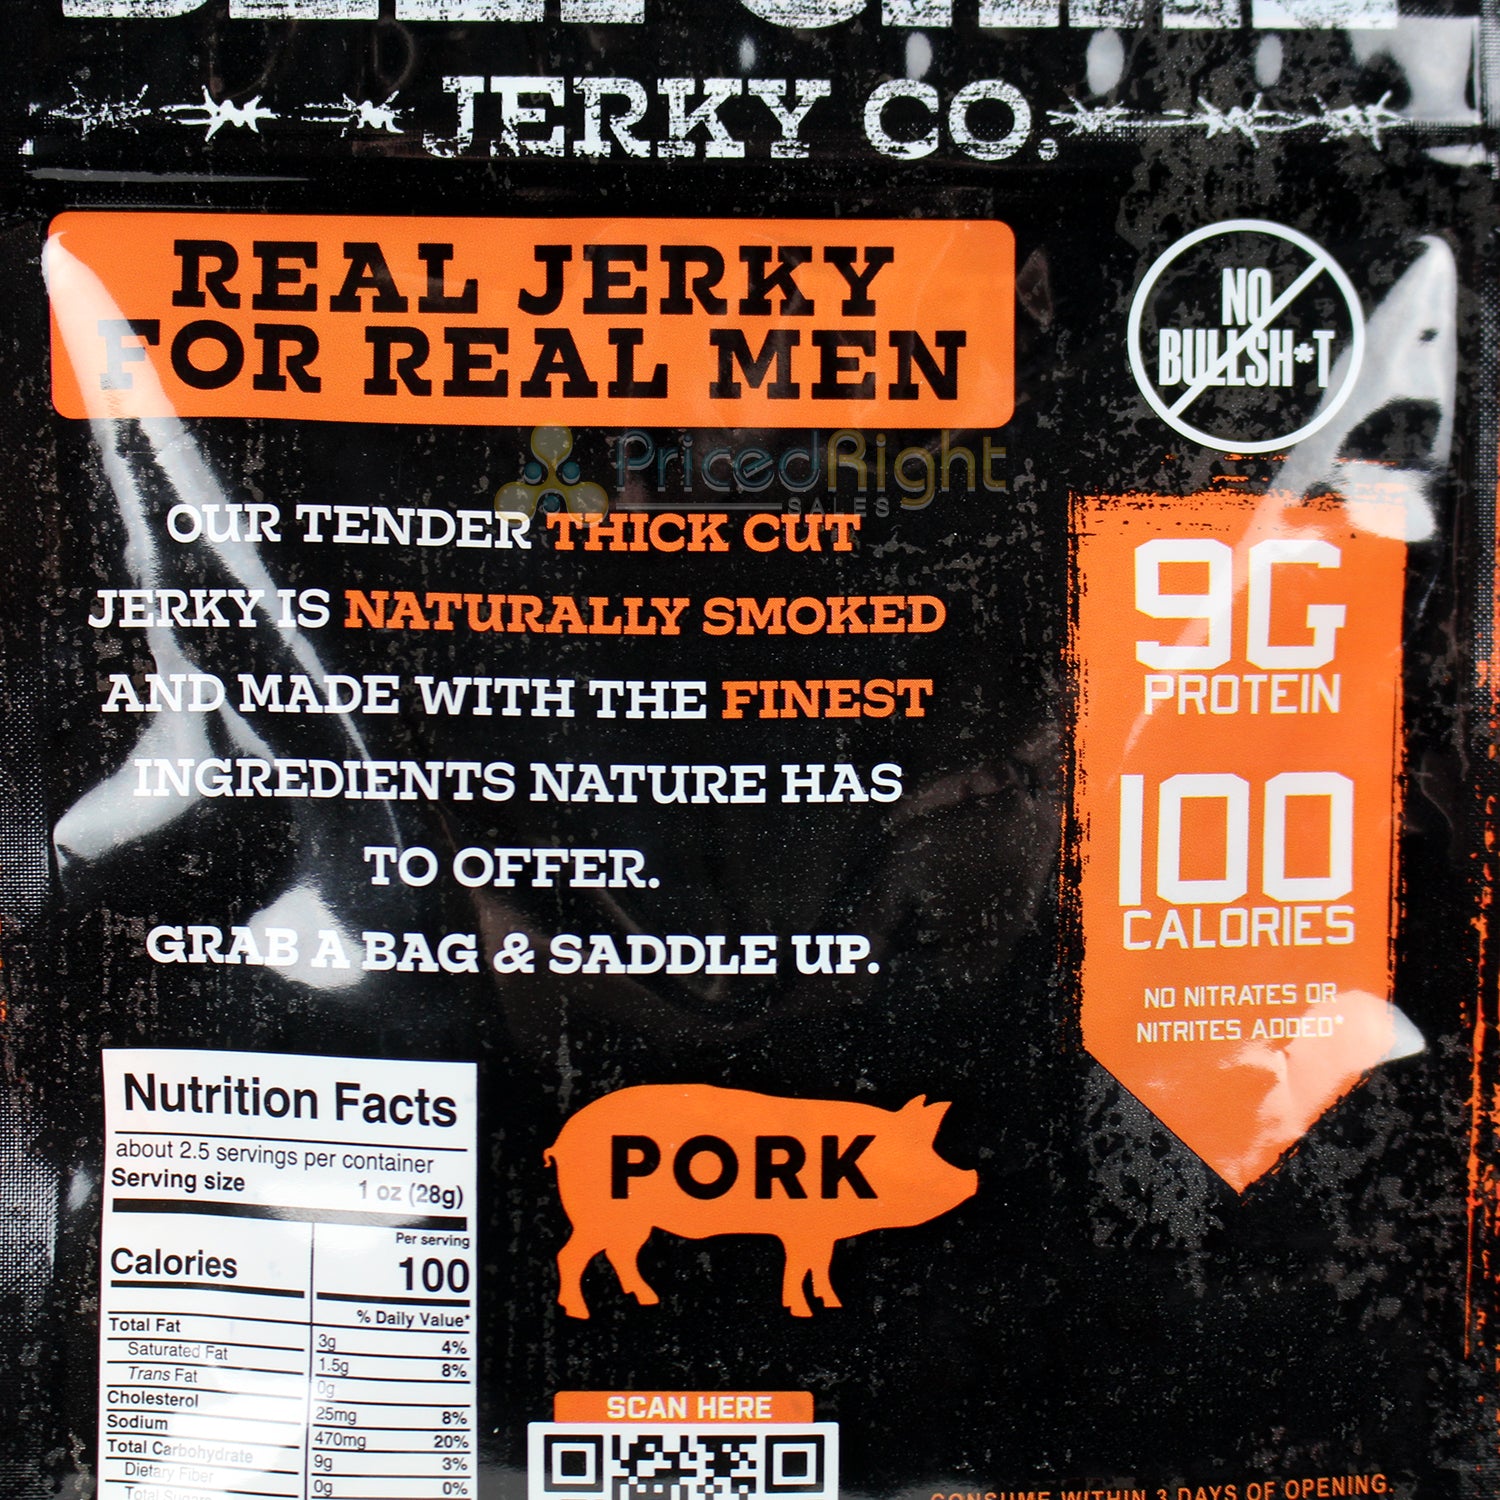 JERKY CO.
REAL JERKY
FOR REAL MEN
NO
BULLSH*T
PricedRight
SALES
OUR TENDER THICK CUT
JERKY IS NATURALLY SMOKED
AND MADE WITH THE FINEST
INGREDIENTS NATURE HAS
TO OFFER.
GRAB A BAG & SADDLE UP.
9G
PROTEIN
100
CALORIES
NO NITRATES OR
NITRITES ADDED*
Nutrition Facts
about 2.5 servings per container
Serving size 1 oz (28g)
Per serving
Calories 100
% Daily Value*
Total Fat 3g 4%
Saturated Fat 1.5g 8%
Trans Fat 0g
Cholesterol 25mg 8%
Sodium 470mg 20%
Total Carbohydrate 9g 3%
Dietary Fiber 0g 0%
Total Sugars
PORK
SCAN HERE
CONSUME WITHIN 3 DAYS OF OPENING.